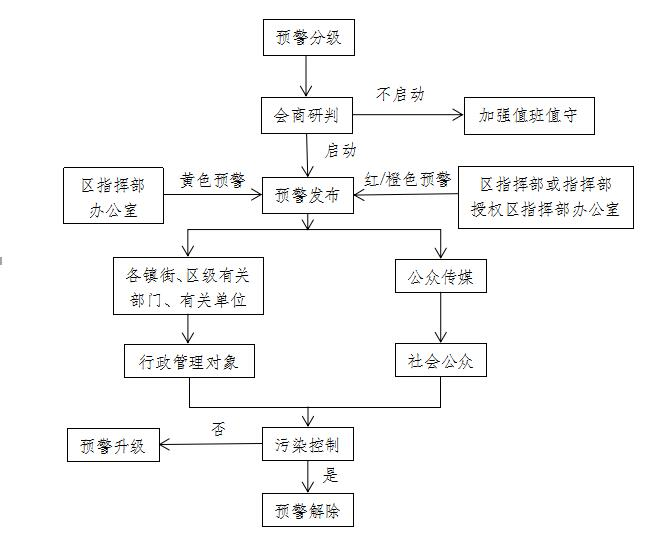 预警分级
不启动
会商研判
加强值班值守
启动
黄色预警
红/橙色预警
区指挥部
办公室
预警发布
区指挥部或指挥部
授权区指挥部办公室
各镇街、区级有关
部门、有关单位
公众传媒
行政管理对象
社会公众
否
预警升级
污染控制
是
预警解除